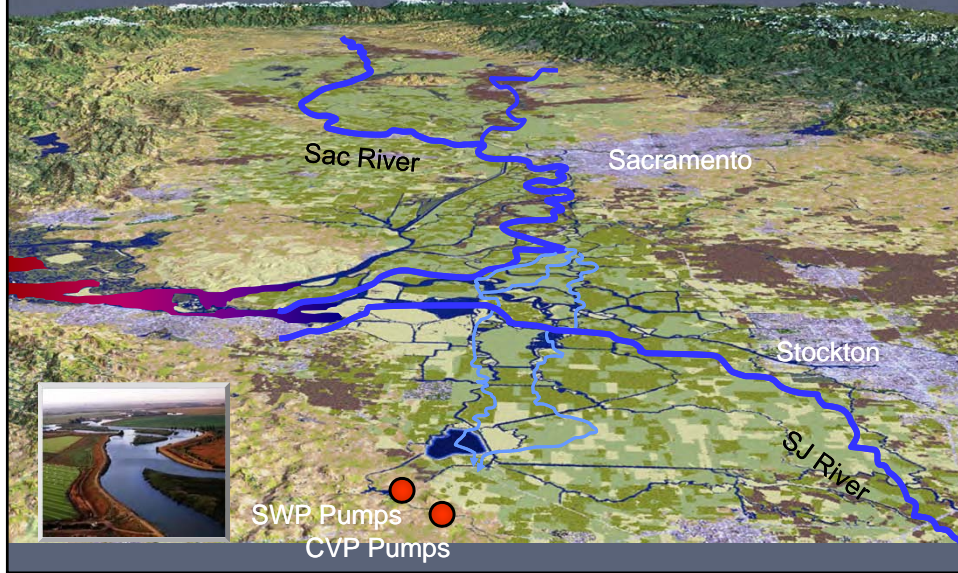 Sac River
Sacramento
Stockton
SJ River
SWP Pumps
CVP Pumps